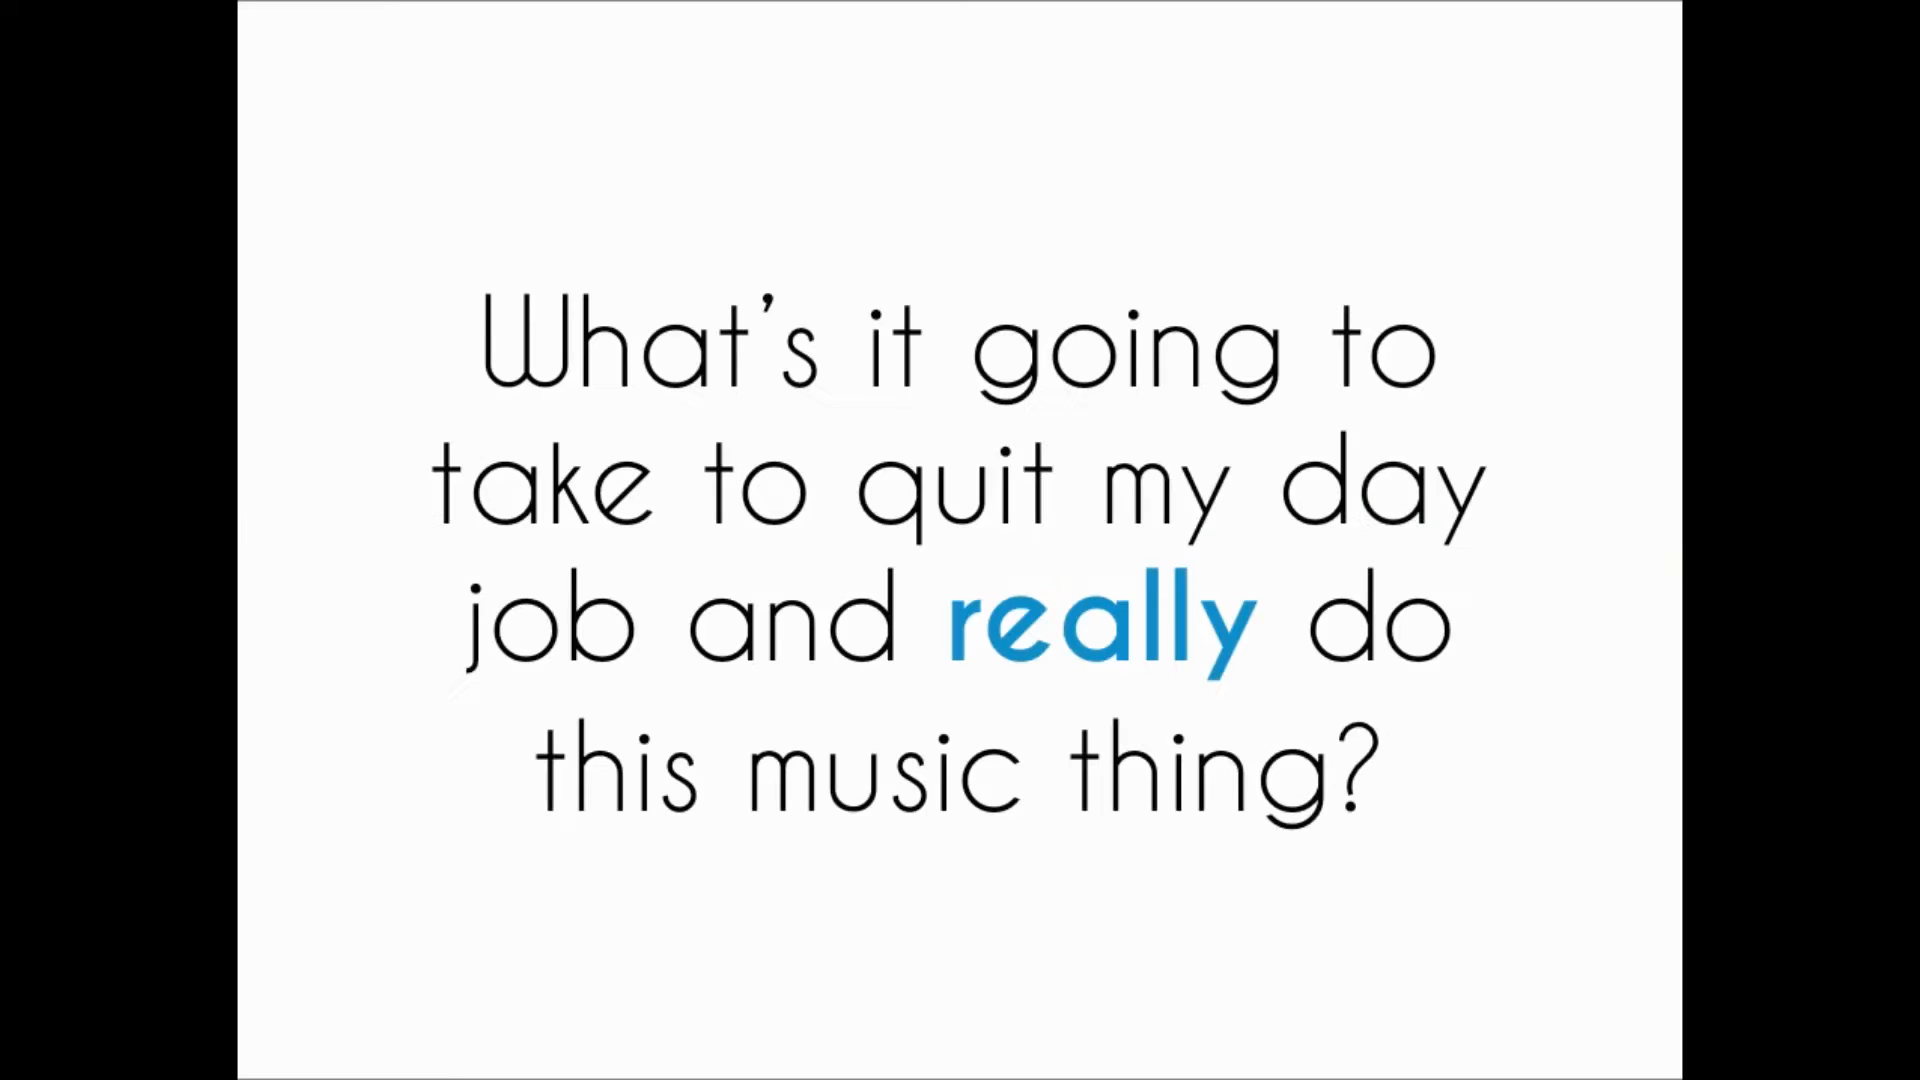 What's it going to
take to quit my day
job and really do
this music thing?